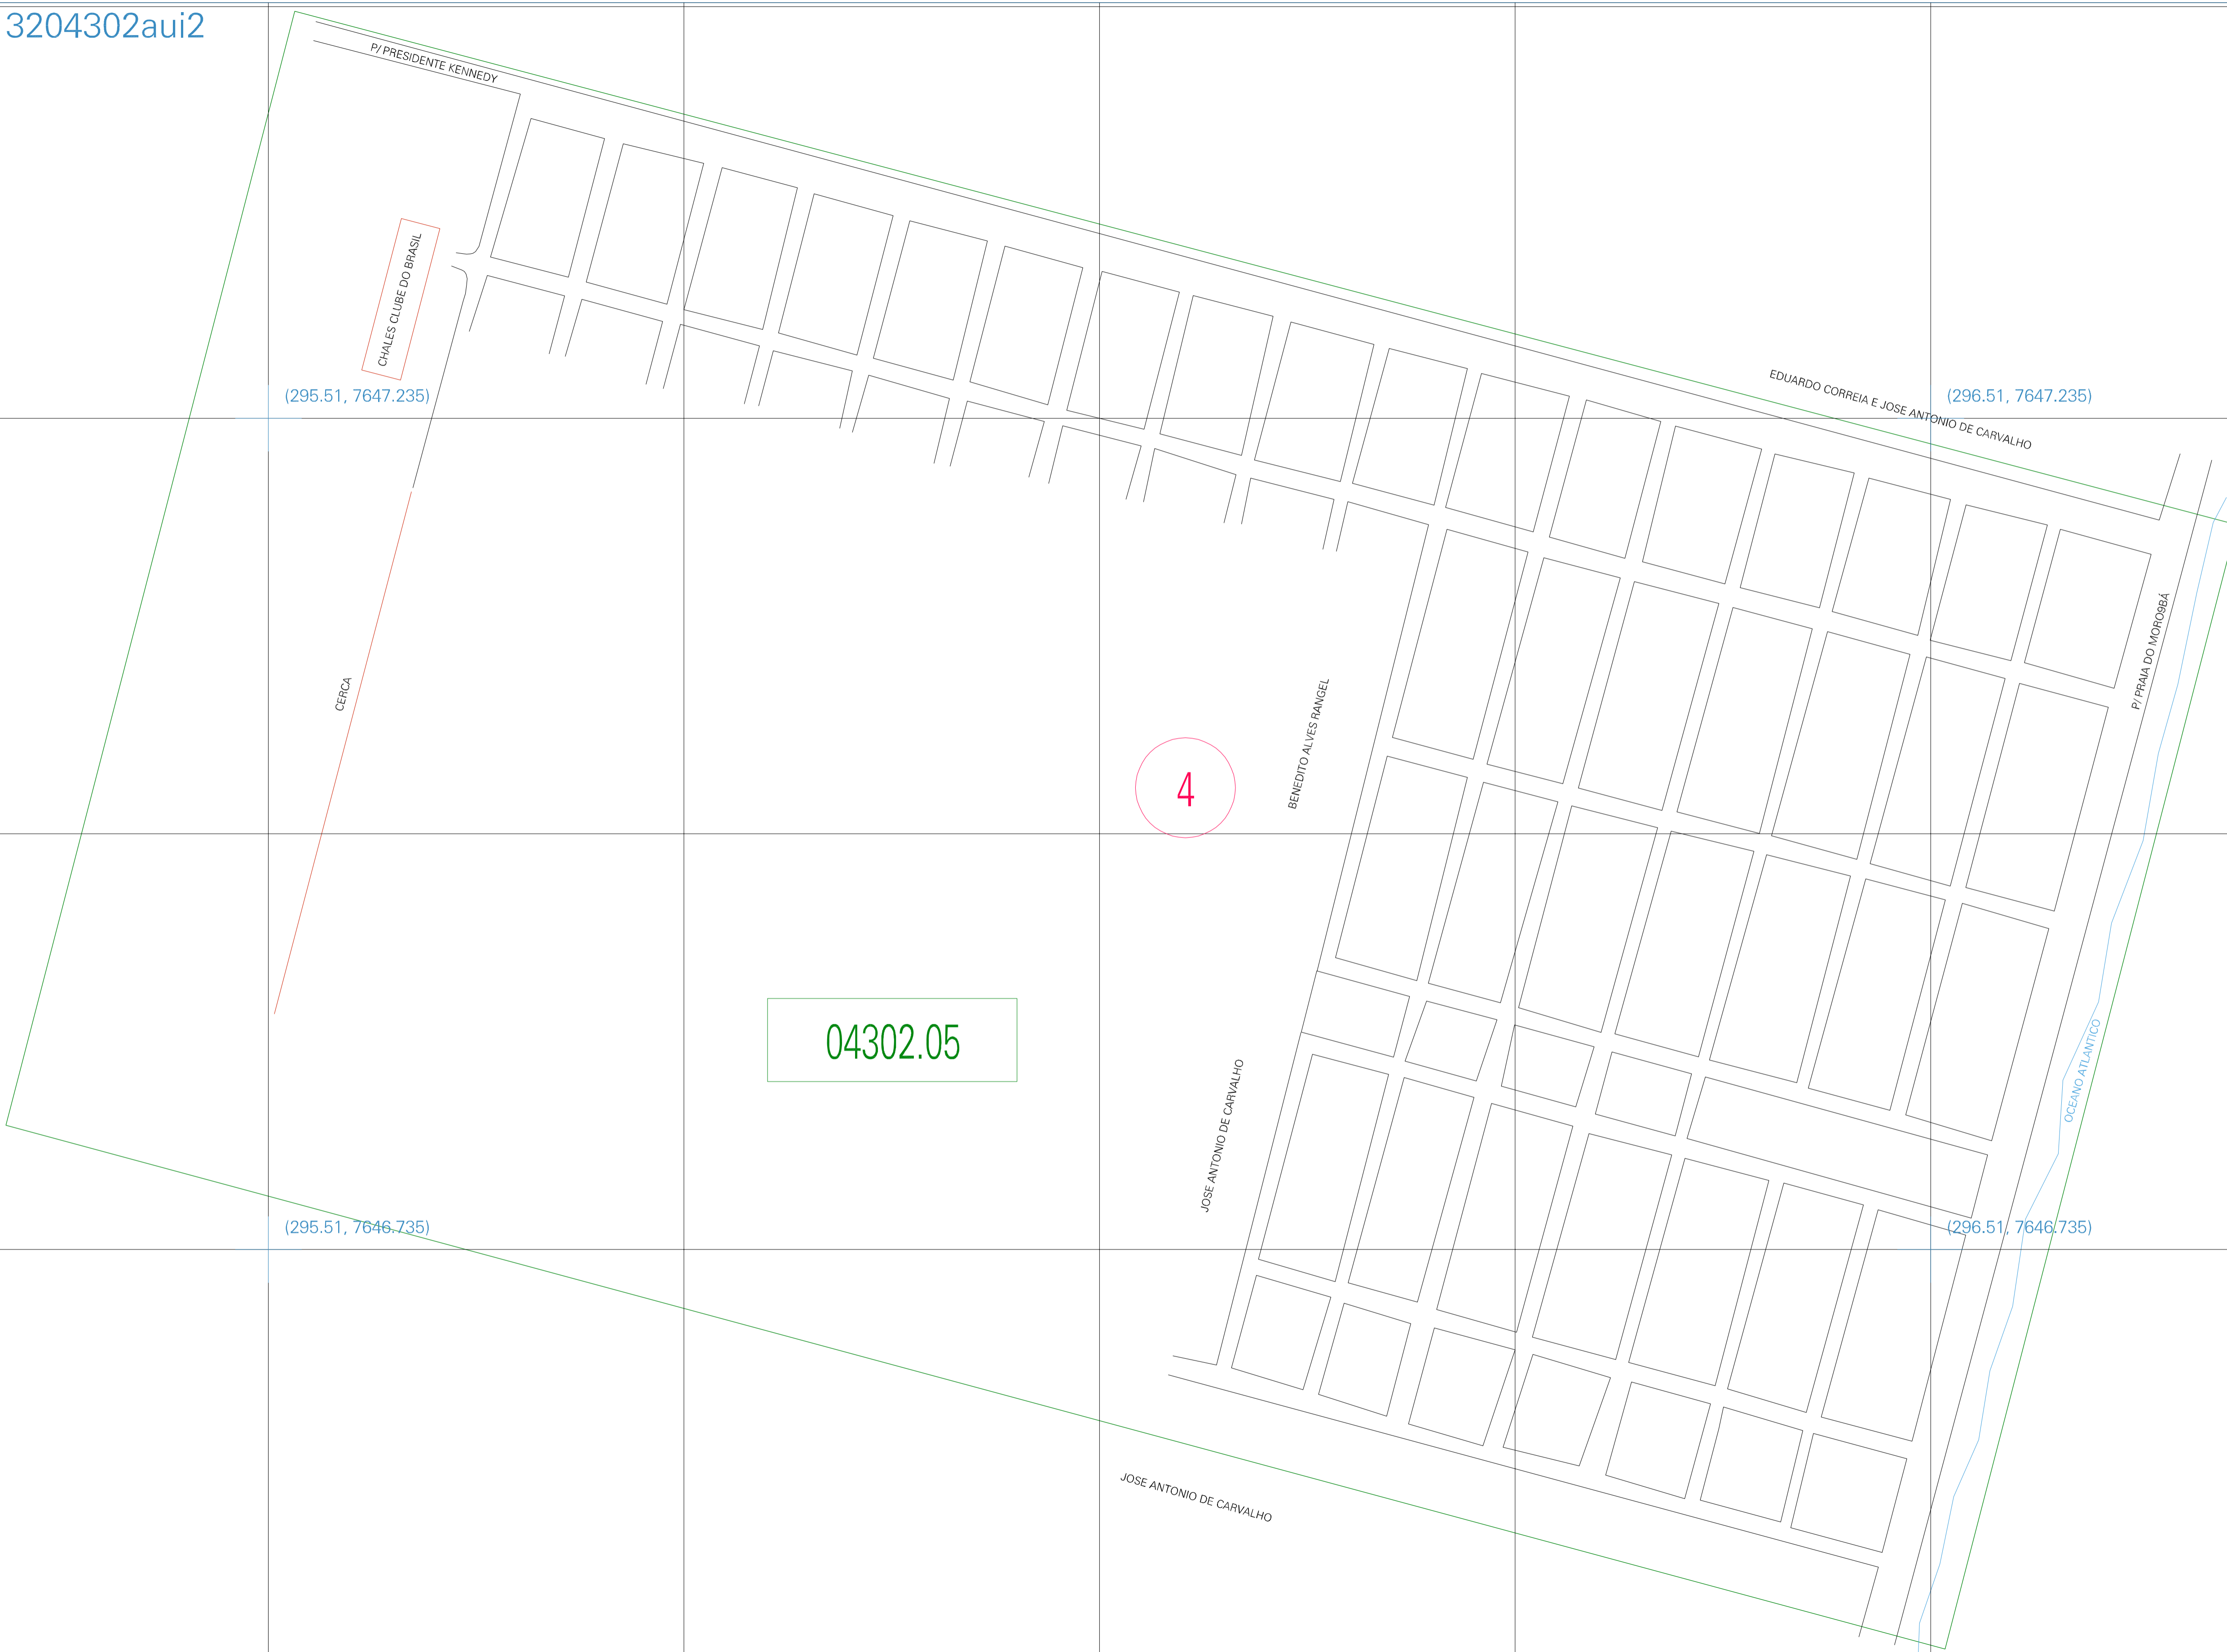 3204302aui2
P/ PRESIDENTE KENNEDY
CHALES CLUBE DO BRASIL
(295.51, 7647.235)
(296.51, 7647.235)
EDUARDO CORREIA E JOSE ANTONIO DE CARVALHO
P/ PRAIA DO MORO9BÁ
CERCA
BENEDITO ALVES RANGEL
4
04302.05
OCEANO ATLANTICO
JOSE ANTONIO DE CARVALHO
(295.51, 7646.735)
(296.51, 7646.735)
JOSE ANTONIO DE CARVALHO